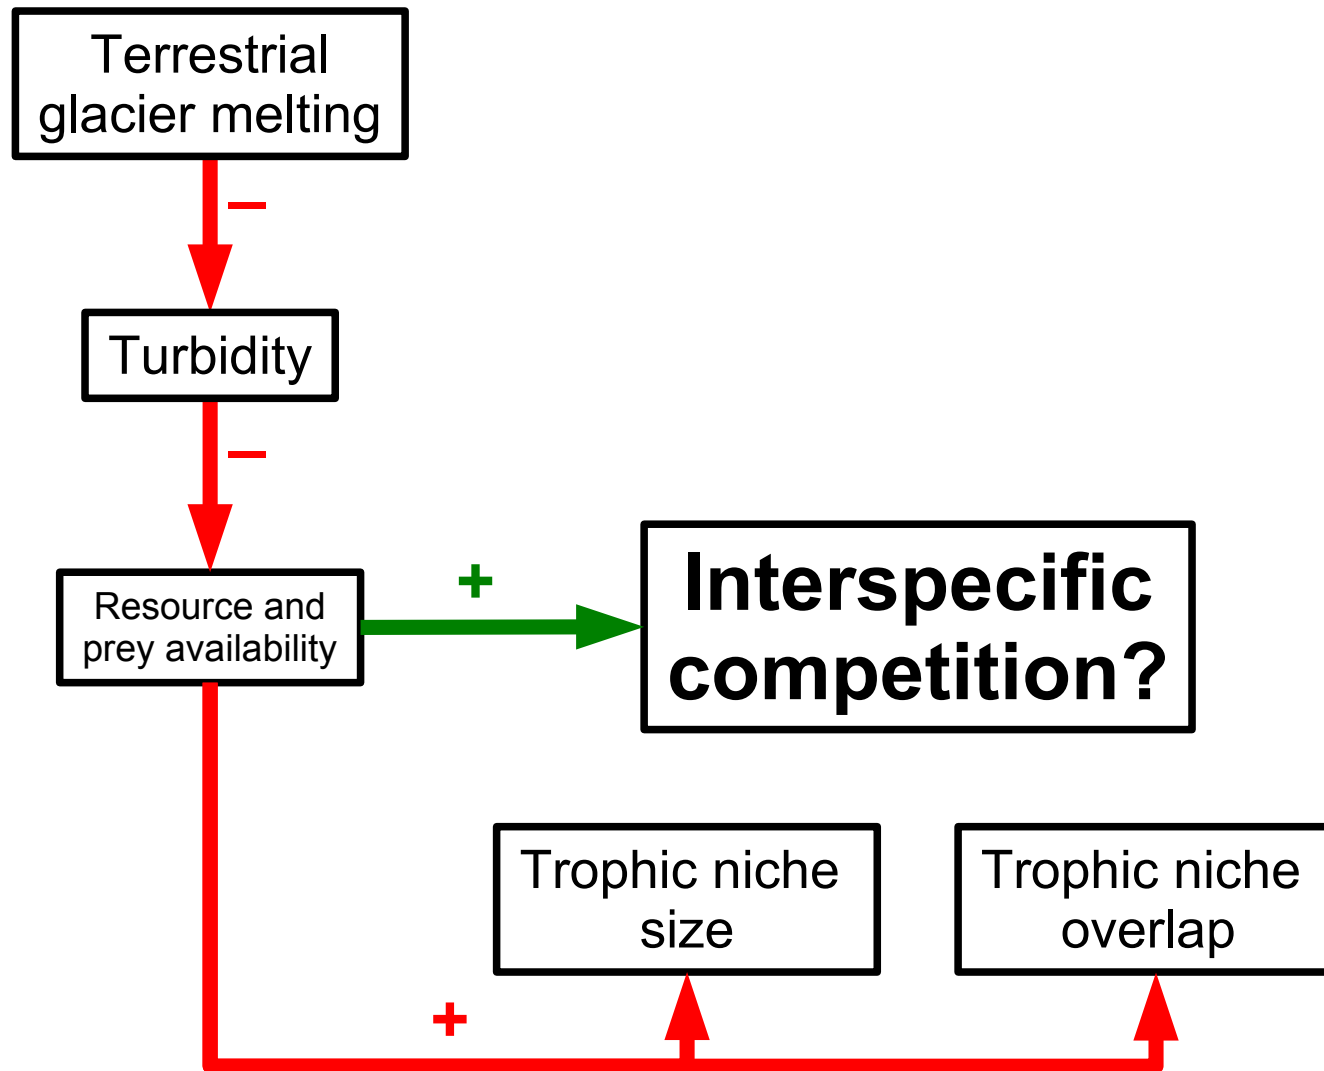 Terrestrial
glacier melting
–
Turbidity
–
Resource and
prey availability
+
Interspecific
competition?
Trophic niche
size
Trophic niche
overlap
+